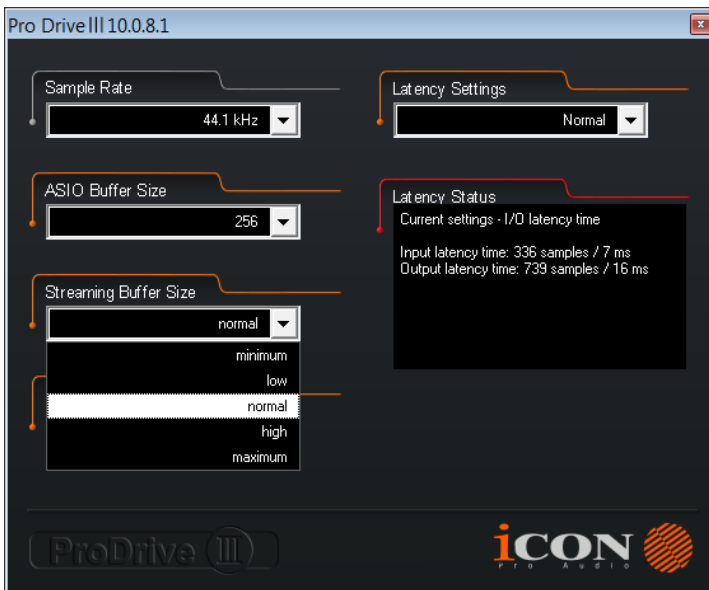 Pro Drive III 10.0.8.1
Sample Rate
44.1 kHz
ASIO Buffer Size
256
Streaming Buffer Size
normal
minimum
low
normal
high
maximum
Latency Settings
Normal
Latency Status
Current settings - I/O latency time
Input latency time: 336 samples / 7 ms
Output latency time: 739 samples / 16 ms
ProDrive III
iCON
Pro Audio